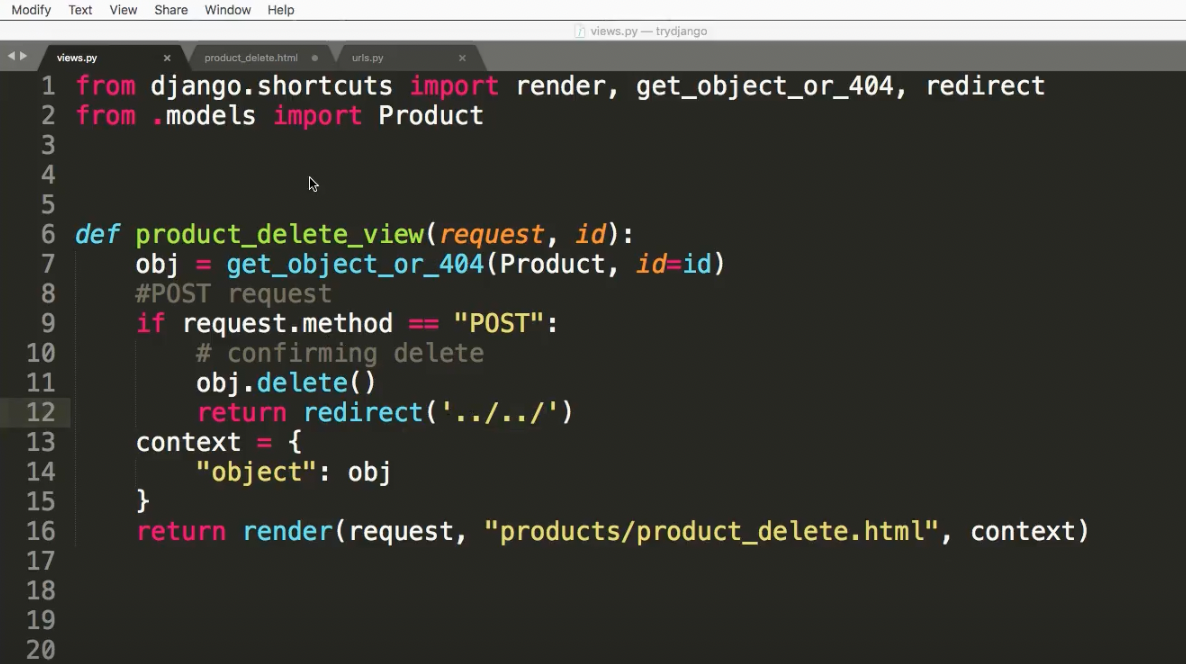 Modify Text View Share Window Help
views.py — trydjango
views.py × product_delete.html urls.py ×
1 from django.shortcuts import render, get_object_or_404, redirect
2 from .models import Product
3
4
5
6 def product_delete_view(request, id):
7     obj = get_object_or_404(Product, id=id)
8     #POST request
9     if request.method == "POST":
10         # confirming delete
11         obj.delete()
12         return redirect('../../')
13     context = {
14         "object": obj
15     }
16     return render(request, "products/product_delete.html", context)
17
18
19
20